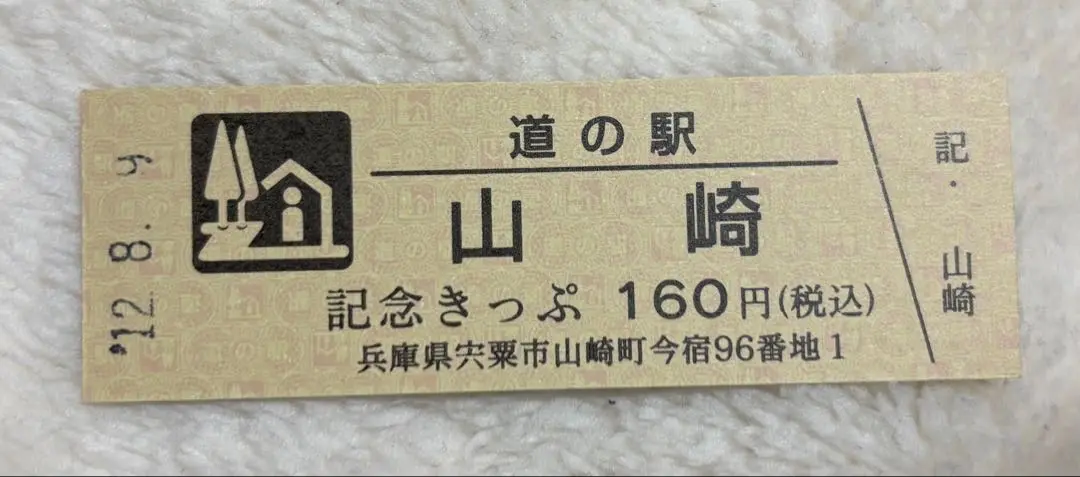 '12.8.9
道の駅
山崎
記念きっぷ 160円(税込)
兵庫県宍粟市山崎町今宿96番地1
記・山崎